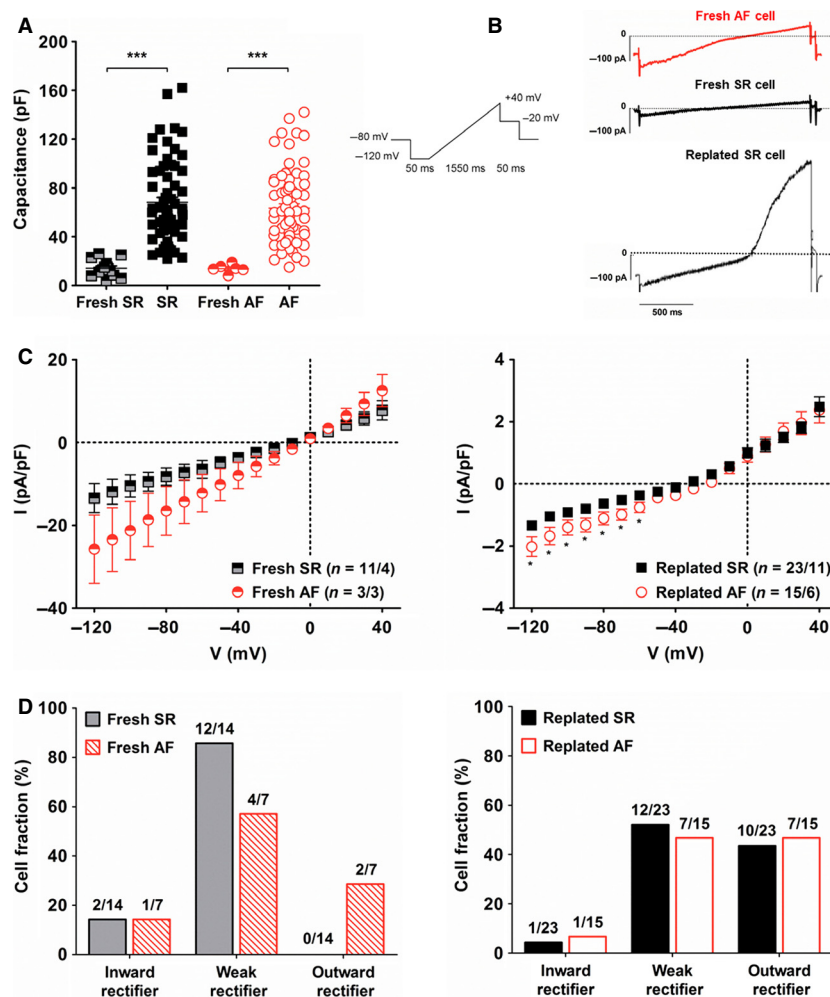 A
Capacitance (pF)
200
160
120
80
40
0
***
***
Fresh SR
SR
Fresh AF
AF
–80 mV
–120 mV
50 ms
1550 ms
50 ms
+40 mV
–20 mV
B
Fresh AF cell
0
–100 pA
Fresh SR cell
0
–100 pA
Replated SR cell
0
–100 pA
500 ms
C
I (pA/pF)
20
0
–20
–40
–120
–80
–40
0
40
V (mV)
Fresh SR (n = 11/4)
Fresh AF (n = 3/3)
I (pA/pF)
4
2
0
–2
–4
* * * * * * *
–120
–80
–40
0
40
V (mV)
Replated SR (n = 23/11)
Replated AF (n = 15/6)
D
Cell fraction (%)
100
80
60
40
20
0
Fresh SR
Fresh AF
2/14
1/7
12/14
4/7
0/14
2/7
Inward rectifier
Weak rectifier
Outward rectifier
Cell fraction (%)
100
80
60
40
20
0
Replated SR
Replated AF
1/23
1/15
12/23
7/15
10/23
7/15
Inward rectifier
Weak rectifier
Outward rectifier